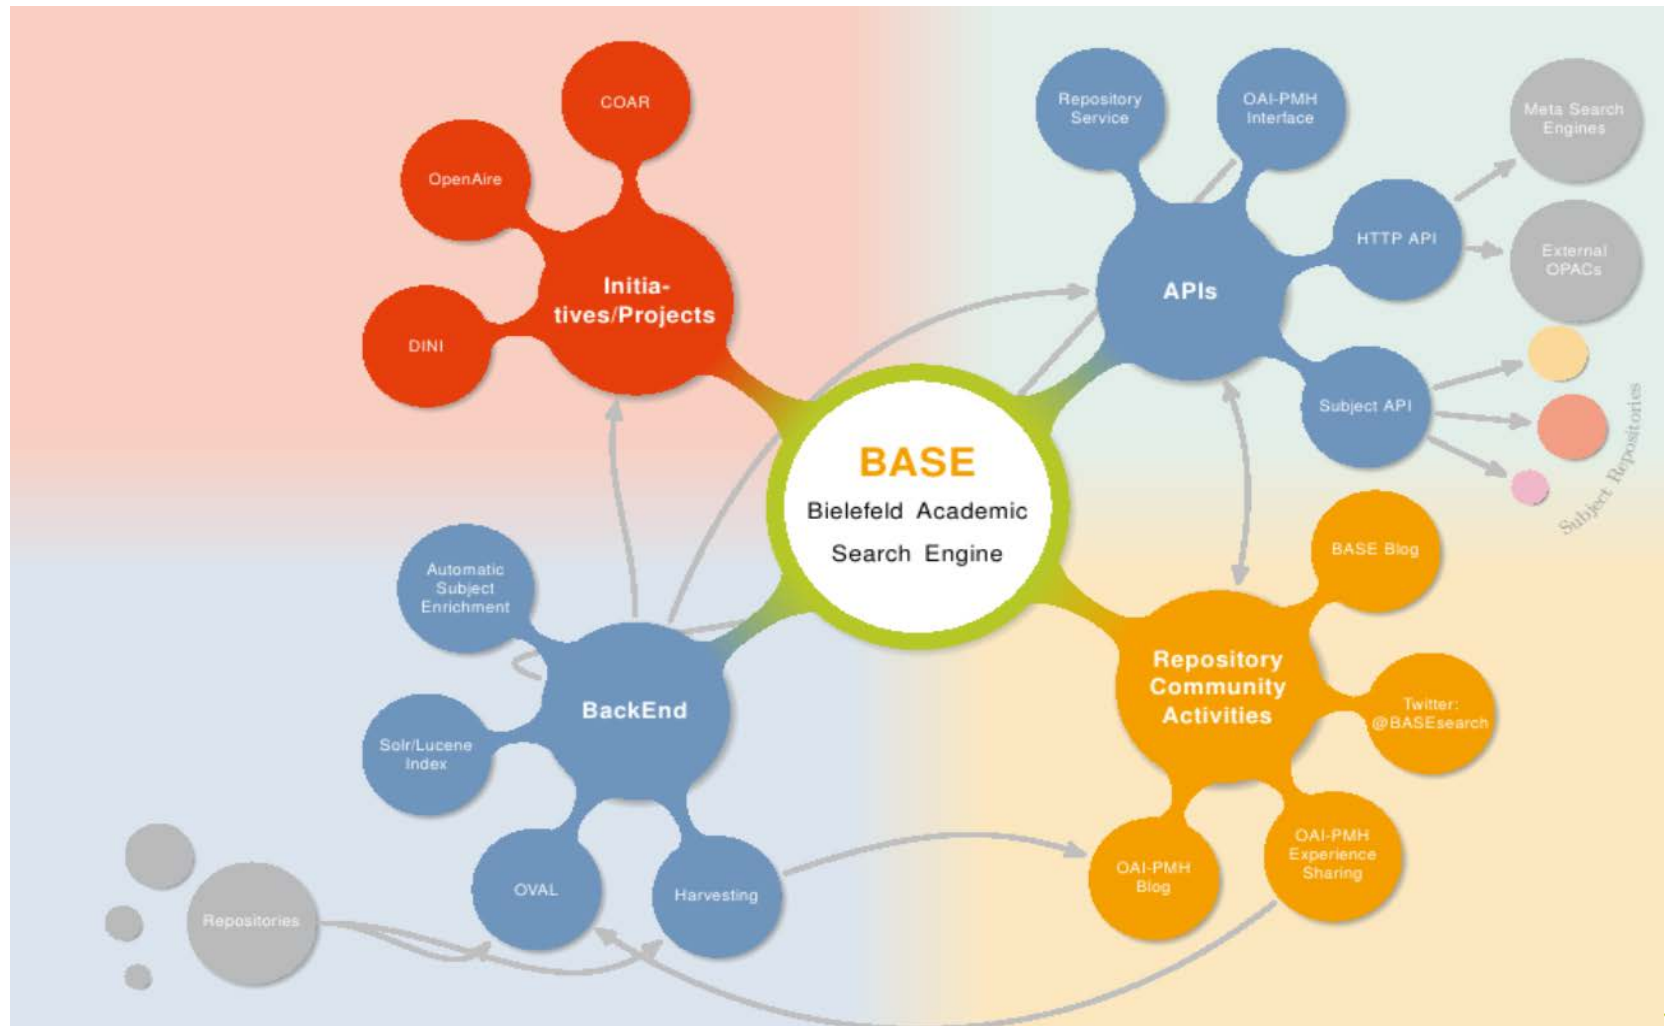 COAR
OpenAire
DINI
Initia-
tives/Projects
Repository
Service
OAI-PMH
Interface
Meta Search
Engines
HTTP API
External
OPACs
APIs
Subject API
Subject Repositories
BASE
Bielefeld Academic
Search Engine
Automatic
Subject
Enrichment
BackEnd
Solr/Lucene
Index
OVAL
Harvesting
Repositories
BASE Blog
Repository
Community
Activities
Twitter:
@BASEsearch
OAI-PMH
Experience
Sharing
OAI-PMH
Blog